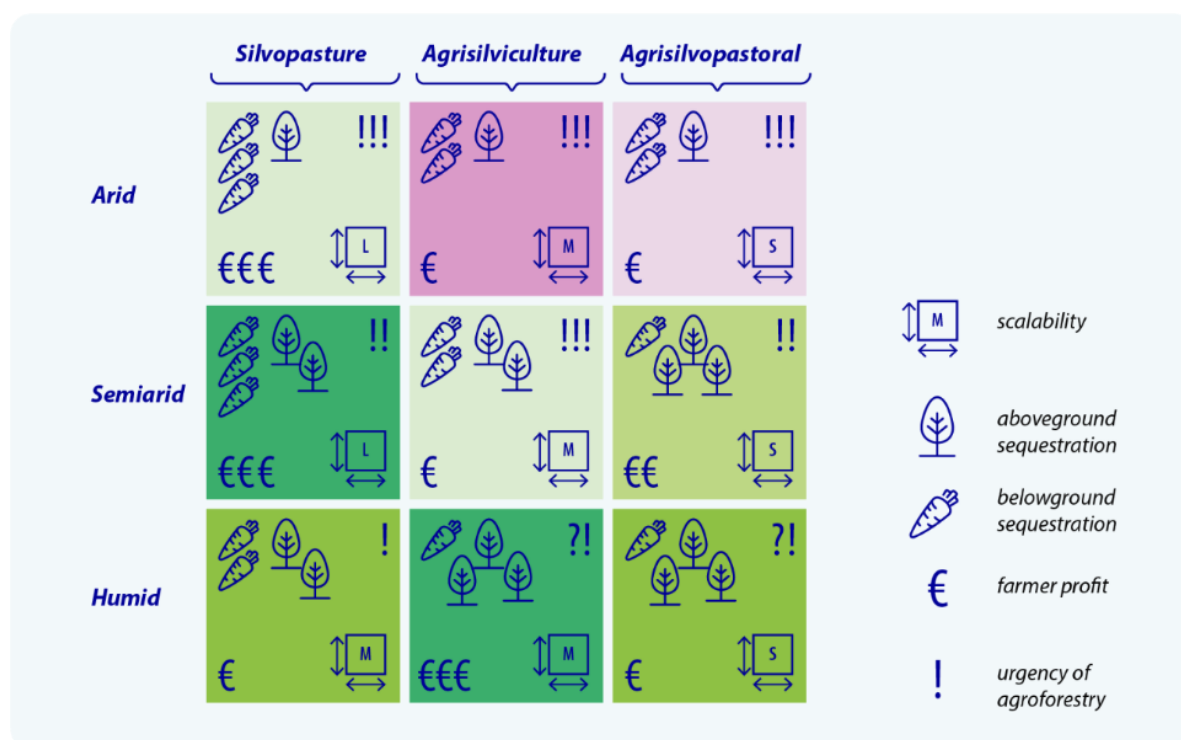 Silvopasture Agrisilviculture Agrisilvopastoral
Arid
!!! !!! !!!
L M S
€€€ € €
Semiarid
!! !!! !!
L M S
€€€ € €€
Humid
! ?! ?!
M M S
€ €€€ €
M scalability
aboveground
sequestration
belowground
sequestration
€ farmer profit
! urgency of
agroforestry